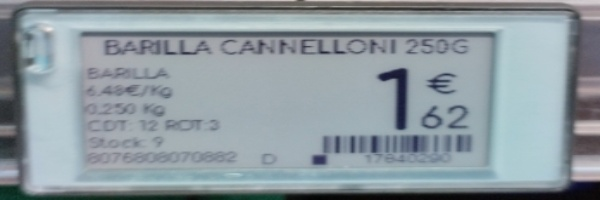 BARILLA CANNELLONI 250G
BARILLA
6.48€/Kg
0,250 Kg
CDT: 12 ROT:3
Stock: 9
8076808070882 D
1 €
62
17840290